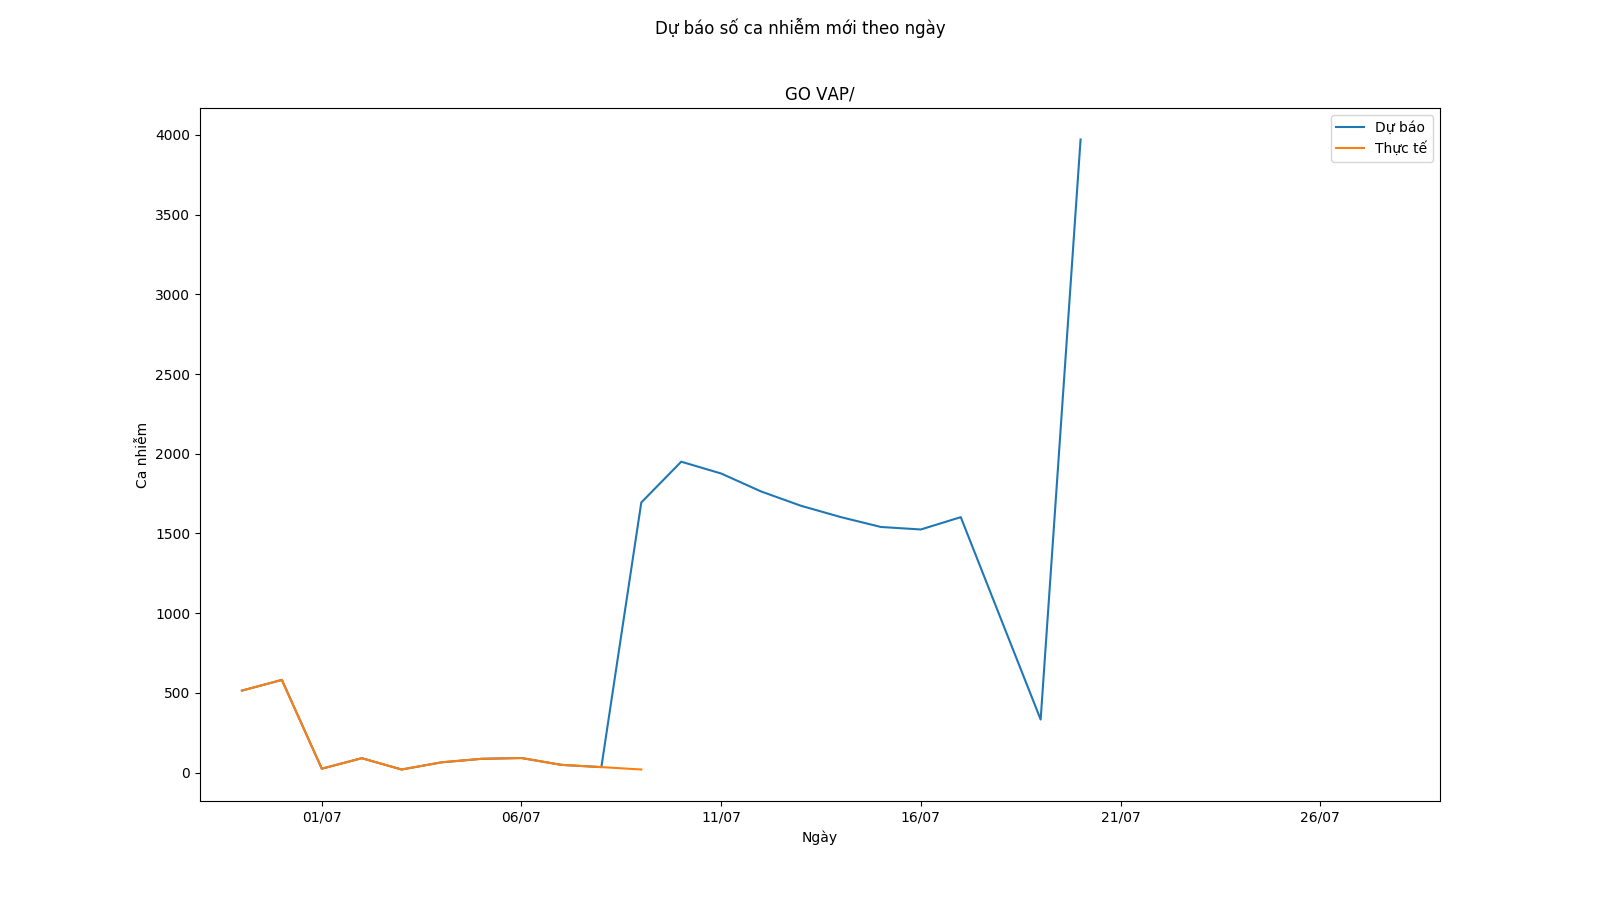 Dự báo số ca nhiễm mới theo ngày
GO VAP/
Dự báo
Thực tế
4000
3500
3000
2500
2000
1500
1000
500
0
Ca nhiễm
01/07
06/07
11/07
16/07
21/07
26/07
Ngày